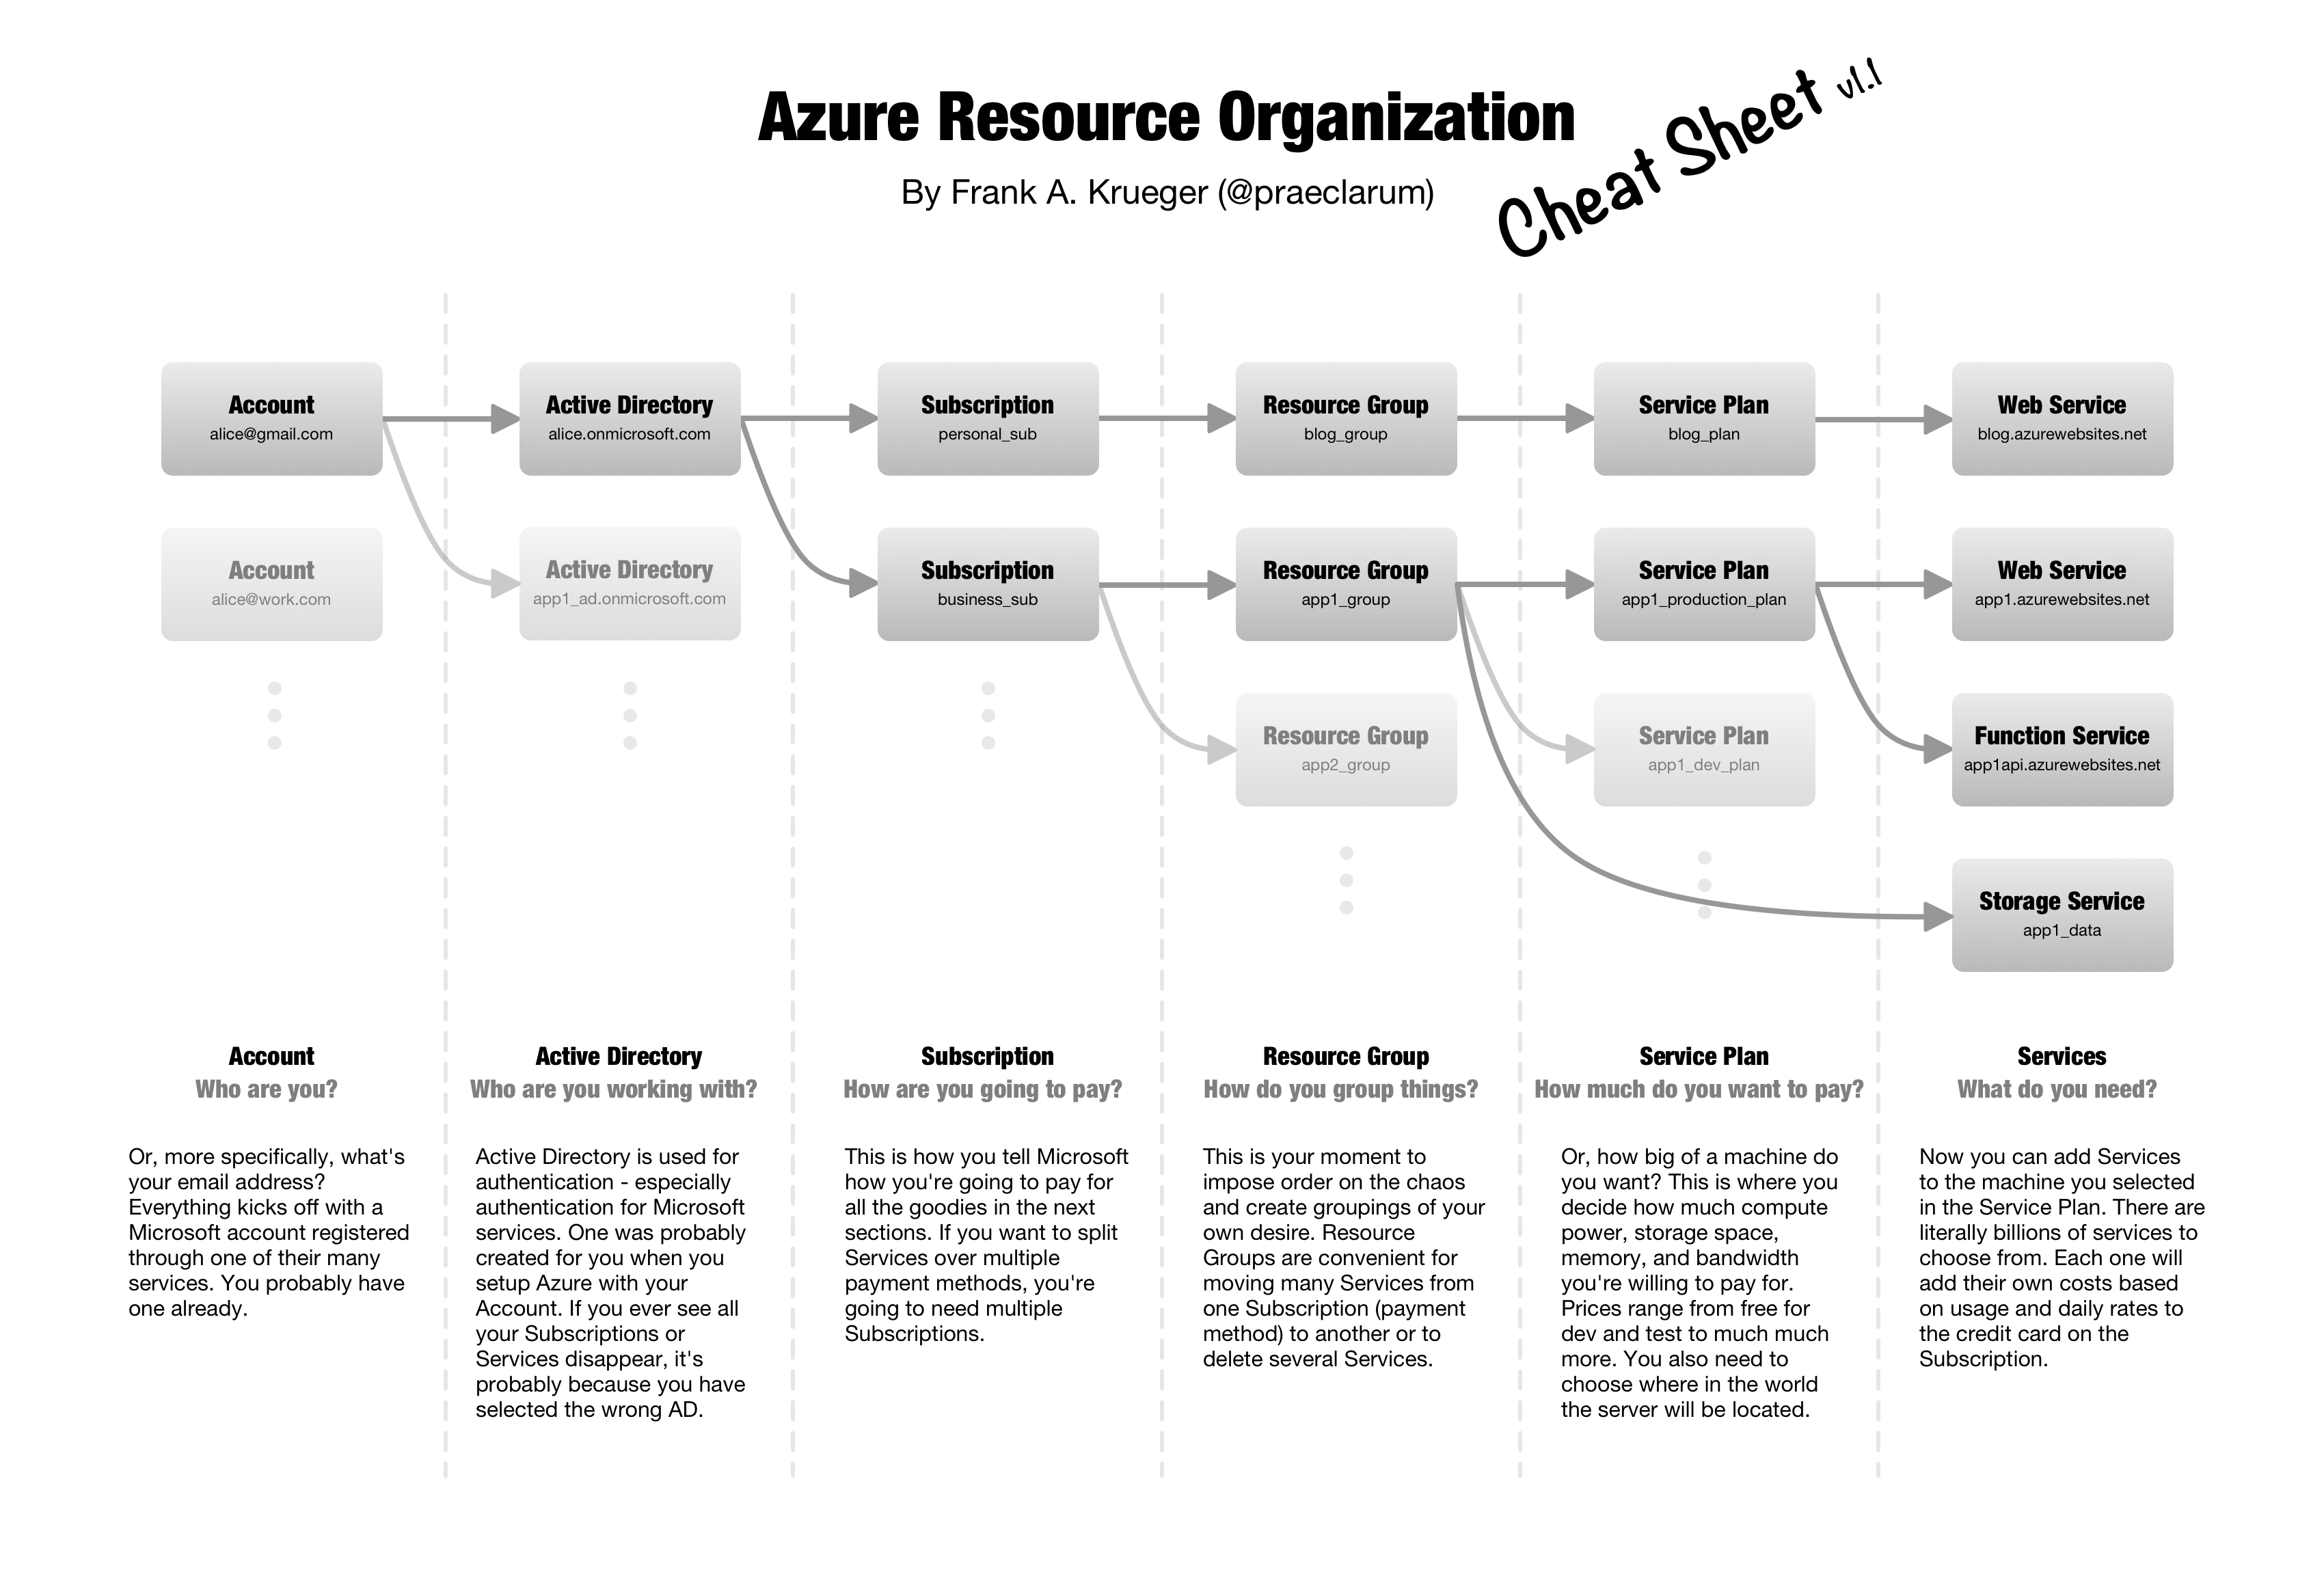 Azure Resource Organization
Cheat Sheet v1.1
By Frank A. Krueger (@praeclarum)
Account
alice@gmail.com
Active Directory
alice.onmicrosoft.com
Subscription
personal_sub
Resource Group
blog_group
Service Plan
blog_plan
Web Service
blog.azurewebsites.net
Account
alice@work.com
Active Directory
app1_ad.onmicrosoft.com
Subscription
business_sub
Resource Group
app1_group
Service Plan
app1_production_plan
Web Service
app1.azurewebsites.net
Resource Group
app2_group
Service Plan
app1_dev_plan
Function Service
app1api.azurewebsites.net
Storage Service
app1_data
Account
Who are you?
Or, more specifically, what's
your email address?
Everything kicks off with a
Microsoft account registered
through one of their many
services. You probably have
one already.
Active Directory
Who are you working with?
Active Directory is used for
authentication - especially
authentication for Microsoft
services. One was probably
created for you when you
setup Azure with your
Account. If you ever see all
your Subscriptions or
Services disappear, it's
probably because you have
selected the wrong AD.
Subscription
How are you going to pay?
This is how you tell Microsoft
how you're going to pay for
all the goodies in the next
sections. If you want to split
Services over multiple
payment methods, you're
going to need multiple
Subscriptions.
Resource Group
How do you group things?
This is your moment to
impose order on the chaos
and create groupings of your
own desire. Resource
Groups are convenient for
moving many Services from
one Subscription (payment
method) to another or to
delete several Services.
Service Plan
How much do you want to pay?
Or, how big of a machine do
you want? This is where you
decide how much compute
power, storage space,
memory, and bandwidth
you're willing to pay for.
Prices range from free for
dev and test to much much
more. You also need to
choose where in the world
the server will be located.
Services
What do you need?
Now you can add Services
to the machine you selected
in the Service Plan. There are
literally billions of services to
choose from. Each one will
add their own costs based
on usage and daily rates to
the credit card on the
Subscription.